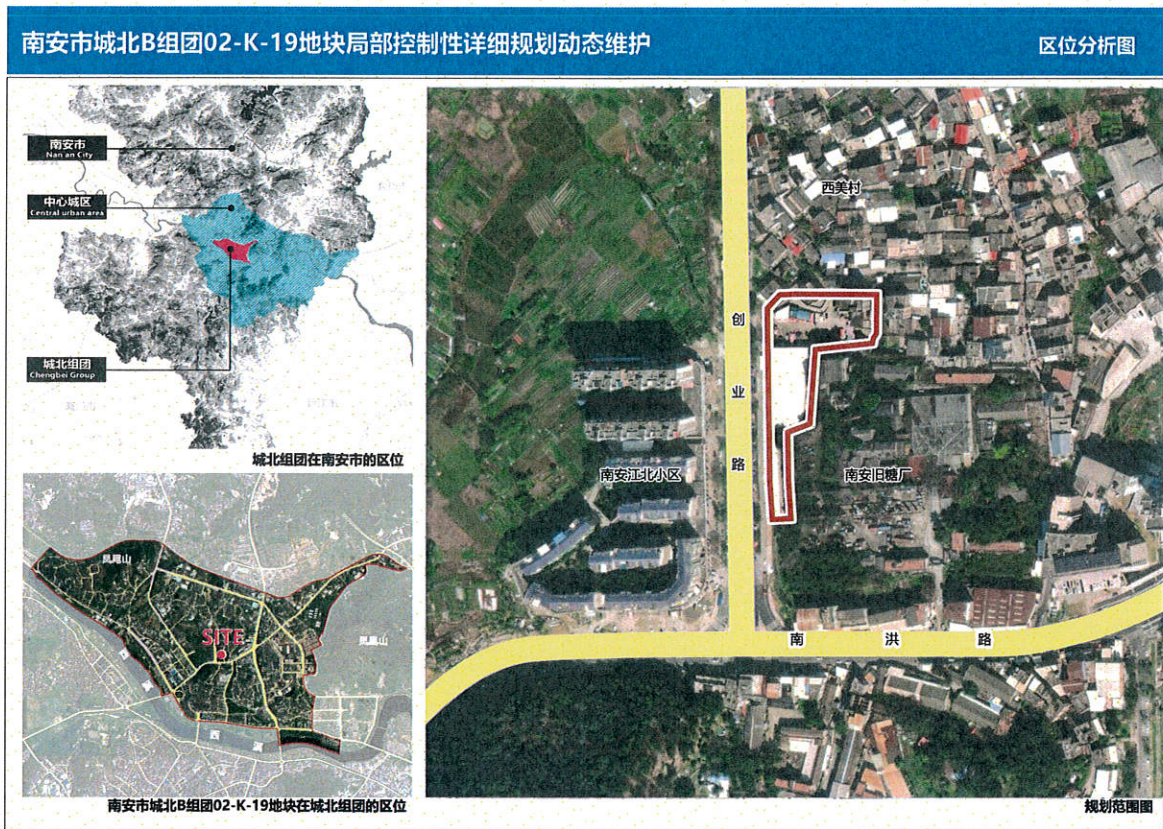 南安市城北B组团02-K-19地块局部控制性详细规划动态维护
区位分析图
南安市
Nan an City
中心城区
Central urban area
城北组团
Chengbei Group
城北组团在南安市的区位
凤凰山
SITE
西
溪
南安市城北B组团02-K-19地块在城北组团的区位
西美村
创
业
路
南安江北小区
南安旧糖厂
南 洪 路
规划范围图